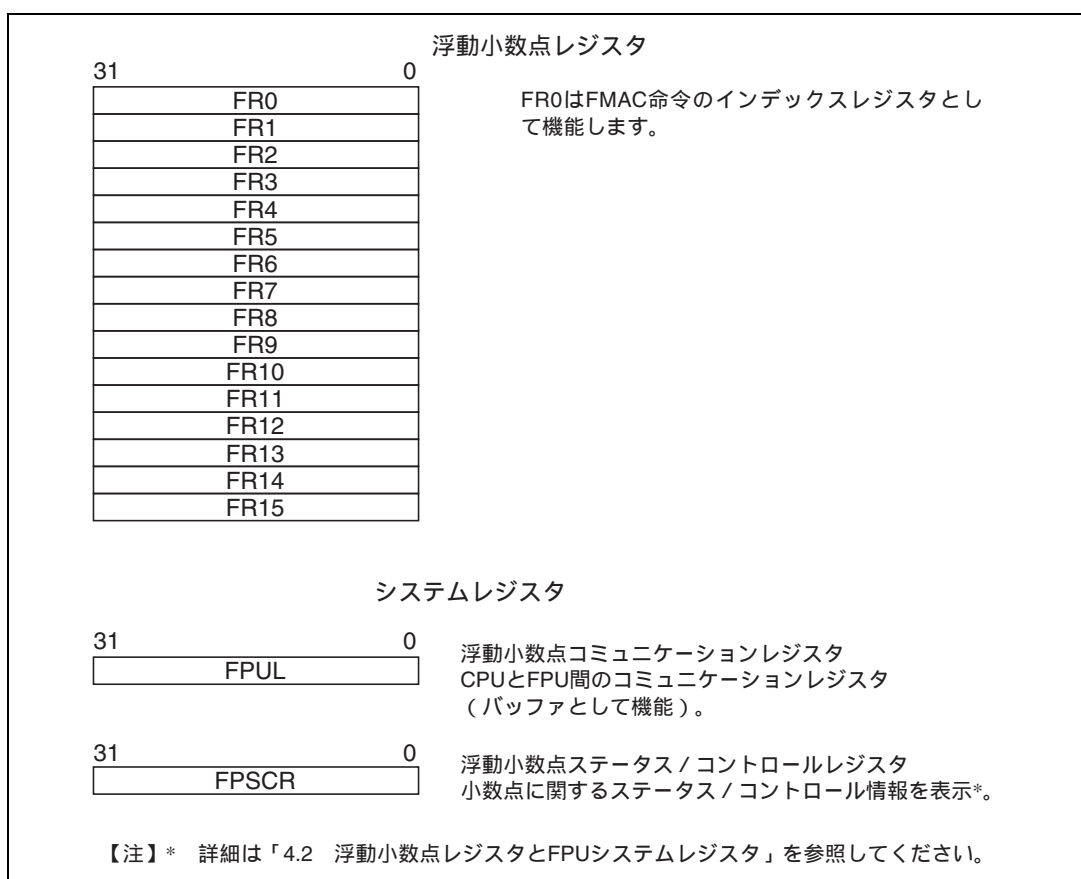 浮動小数点レジスタ
31 0
FR0
FR0はFMAC命令のインデックスレジスタとし
て機能します。
FR1
FR2
FR3
FR4
FR5
FR6
FR7
FR8
FR9
FR10
FR11
FR12
FR13
FR14
FR15
システムレジスタ
31 0
FPUL
浮動小数点コミュニケーションレジスタ
CPUとFPU間のコミュニケーションレジスタ
（バッファとして機能）。
31 0
FPSCR
浮動小数点ステータス／コントロールレジスタ
小数点に関するステータス／コントロール情報を表示*。
【注】* 詳細は「4.2 浮動小数点レジスタとFPUシステムレジスタ」を参照してください。